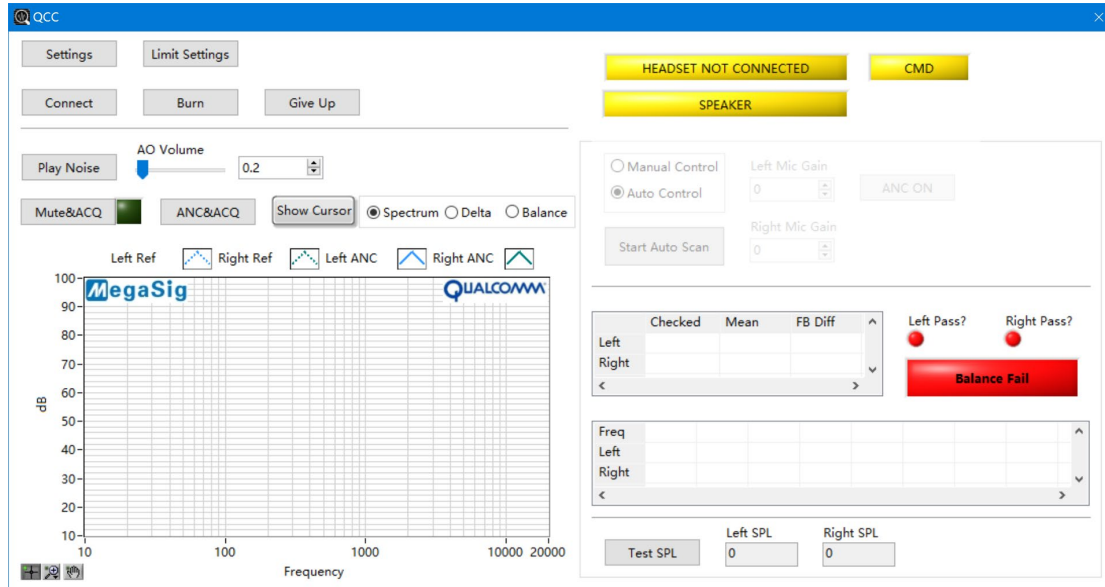 QCC
Settings Limit Settings
HEADSET NOT CONNECTED CMD
Connect Burn Give Up
SPEAKER
AO Volume
Play Noise 0.2
Mute&ACQ ANC&ACQ Show Cursor Spectrum Delta Balance
Manual Control Left Mic Gain
Auto Control 0 ANC ON
Right Mic Gain
Start Auto Scan 0
Left Ref Right Ref Left ANC Right ANC
MegaSig QUALCOMM
100
90
80
70
60
50
40
30
20
10
dB
10 100 1000 10000 20000
Frequency
Checked Mean FB Diff
Left
Right
Left Pass? Right Pass?
Balance Fail
Freq
Left
Right
Left SPL Right SPL
Test SPL 0 0